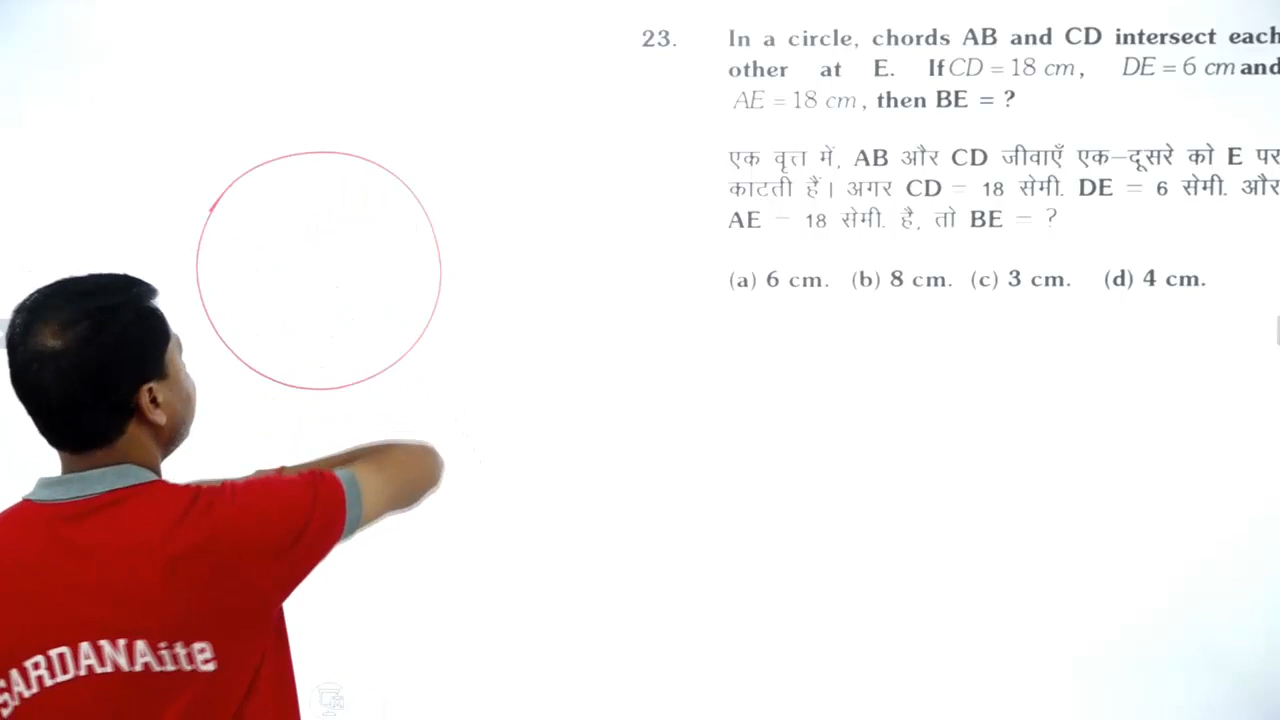 23. In a circle, chords AB and CD intersect each
other at E. If CD = 18 cm, DE = 6 cm and
AE = 18 cm, then BE = ?
एक वृत्त में, AB और CD जीवाएँ एक-दूसरे को E पर
काटती हैं। अगर CD = 18 सेमी. DE = 6 सेमी. और
AE = 18 सेमी. है, तो BE = ?
(a) 6 cm. (b) 8 cm. (c) 3 cm. (d) 4 cm.
SARDANAite